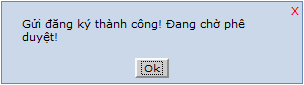 X
Gửi đăng ký thành công! Đang chờ phê
duyệt!
Ok